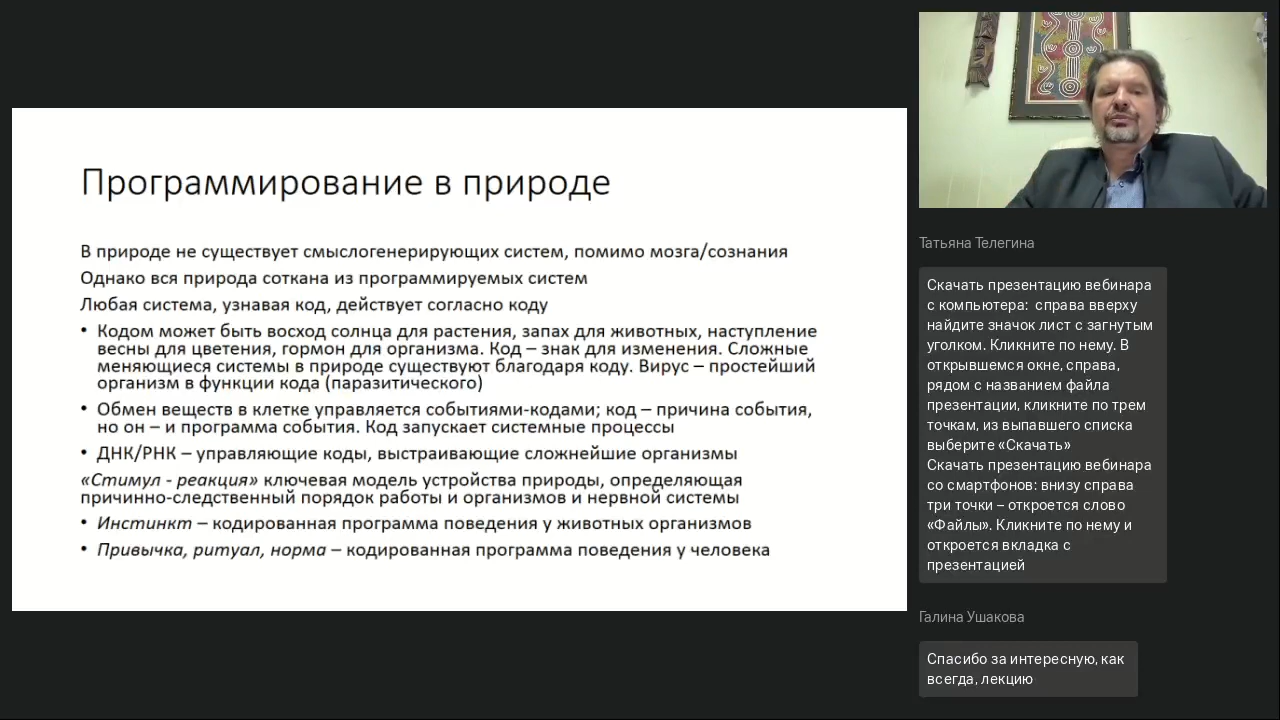 Программирование в природе
В природе не существует смыслогенерирующих систем, помимо мозга/сознания
Однако вся природа соткана из программируемых систем
Любая система, узнавая код, действует согласно коду
• Кодом может быть восход солнца для растения, запах для животных, наступление
весны для цветения, гормон для организма. Код – знак для изменения. Сложные
меняющиеся системы в природе существуют благодаря коду. Вирус – простейший
организм в функции кода (паразитического)
• Обмен веществ в клетке управляется событиями-кодами; код – причина события,
но он – и программа события. Код запускает системные процессы
• ДНК/РНК – управляющие коды, выстраивающие сложнейшие организмы
«Стимул - реакция» ключевая модель устройства природы, определяющая
причинно-следственный порядок работы и организмов и нервной системы
• Инстинкт – кодированная программа поведения у животных организмов
• Привычка, ритуал, норма – кодированная программа поведения у человека
Татьяна Телегина
Скачать презентацию вебинара
с компьютера:  справа вверху
найдите значок лист с загнутым
уголком. Кликните по нему. В
открывшемся окне, справа,
рядом с названием файла
презентации, кликните по трем
точкам, из выпавшего списка
выберите «Скачать»
Скачать презентацию вебинара
со смартфонов: внизу справа
три точки – откроется слово
«Файлы». Кликните по нему и
откроется вкладка с
презентацией
Галина Ушакова
Спасибо за интересную, как
всегда, лекцию